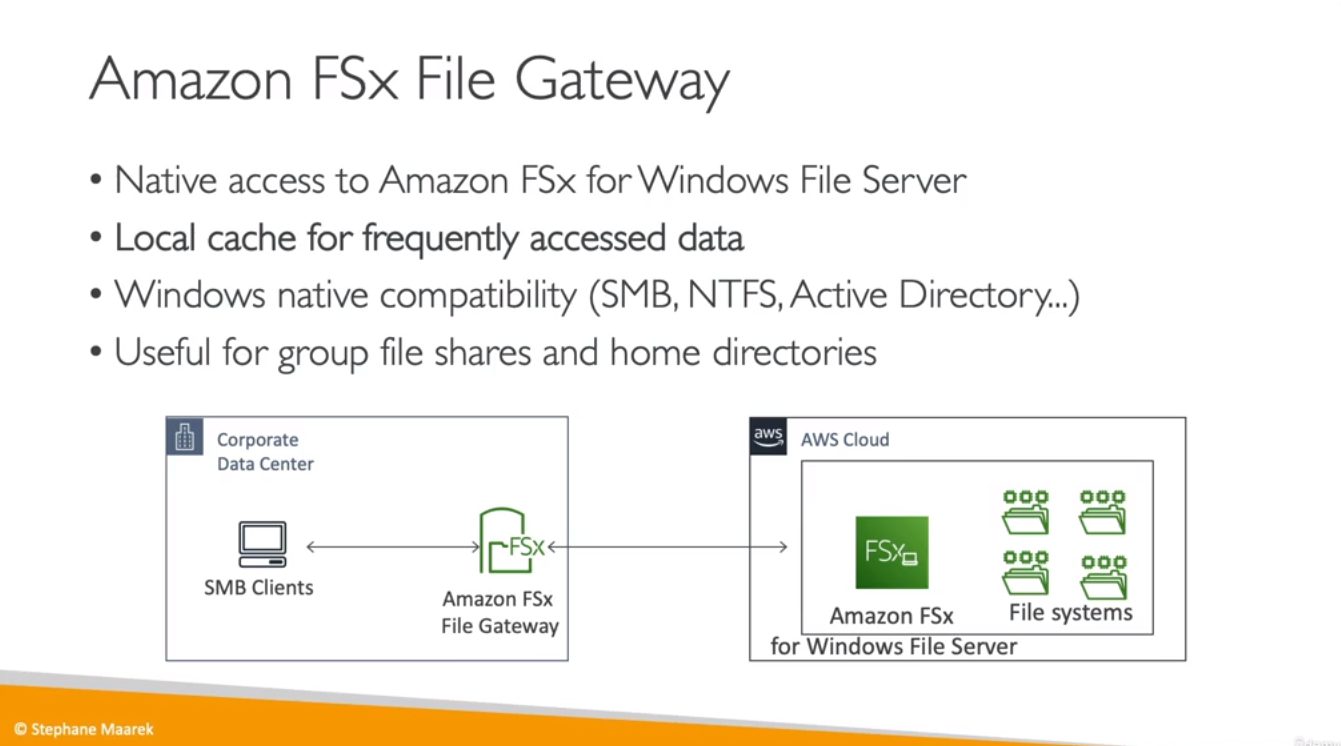 Amazon FSx File Gateway
• Native access to Amazon FSx for Windows File Server
• Local cache for frequently accessed data
• Windows native compatibility (SMB, NTFS, Active Directory...)
• Useful for group file shares and home directories
Corporate
Data Center
SMB Clients
FSx
Amazon FSx
File Gateway
aws
AWS Cloud
FSx
Amazon FSx
for Windows File Server
File systems
© Stephane Maarek